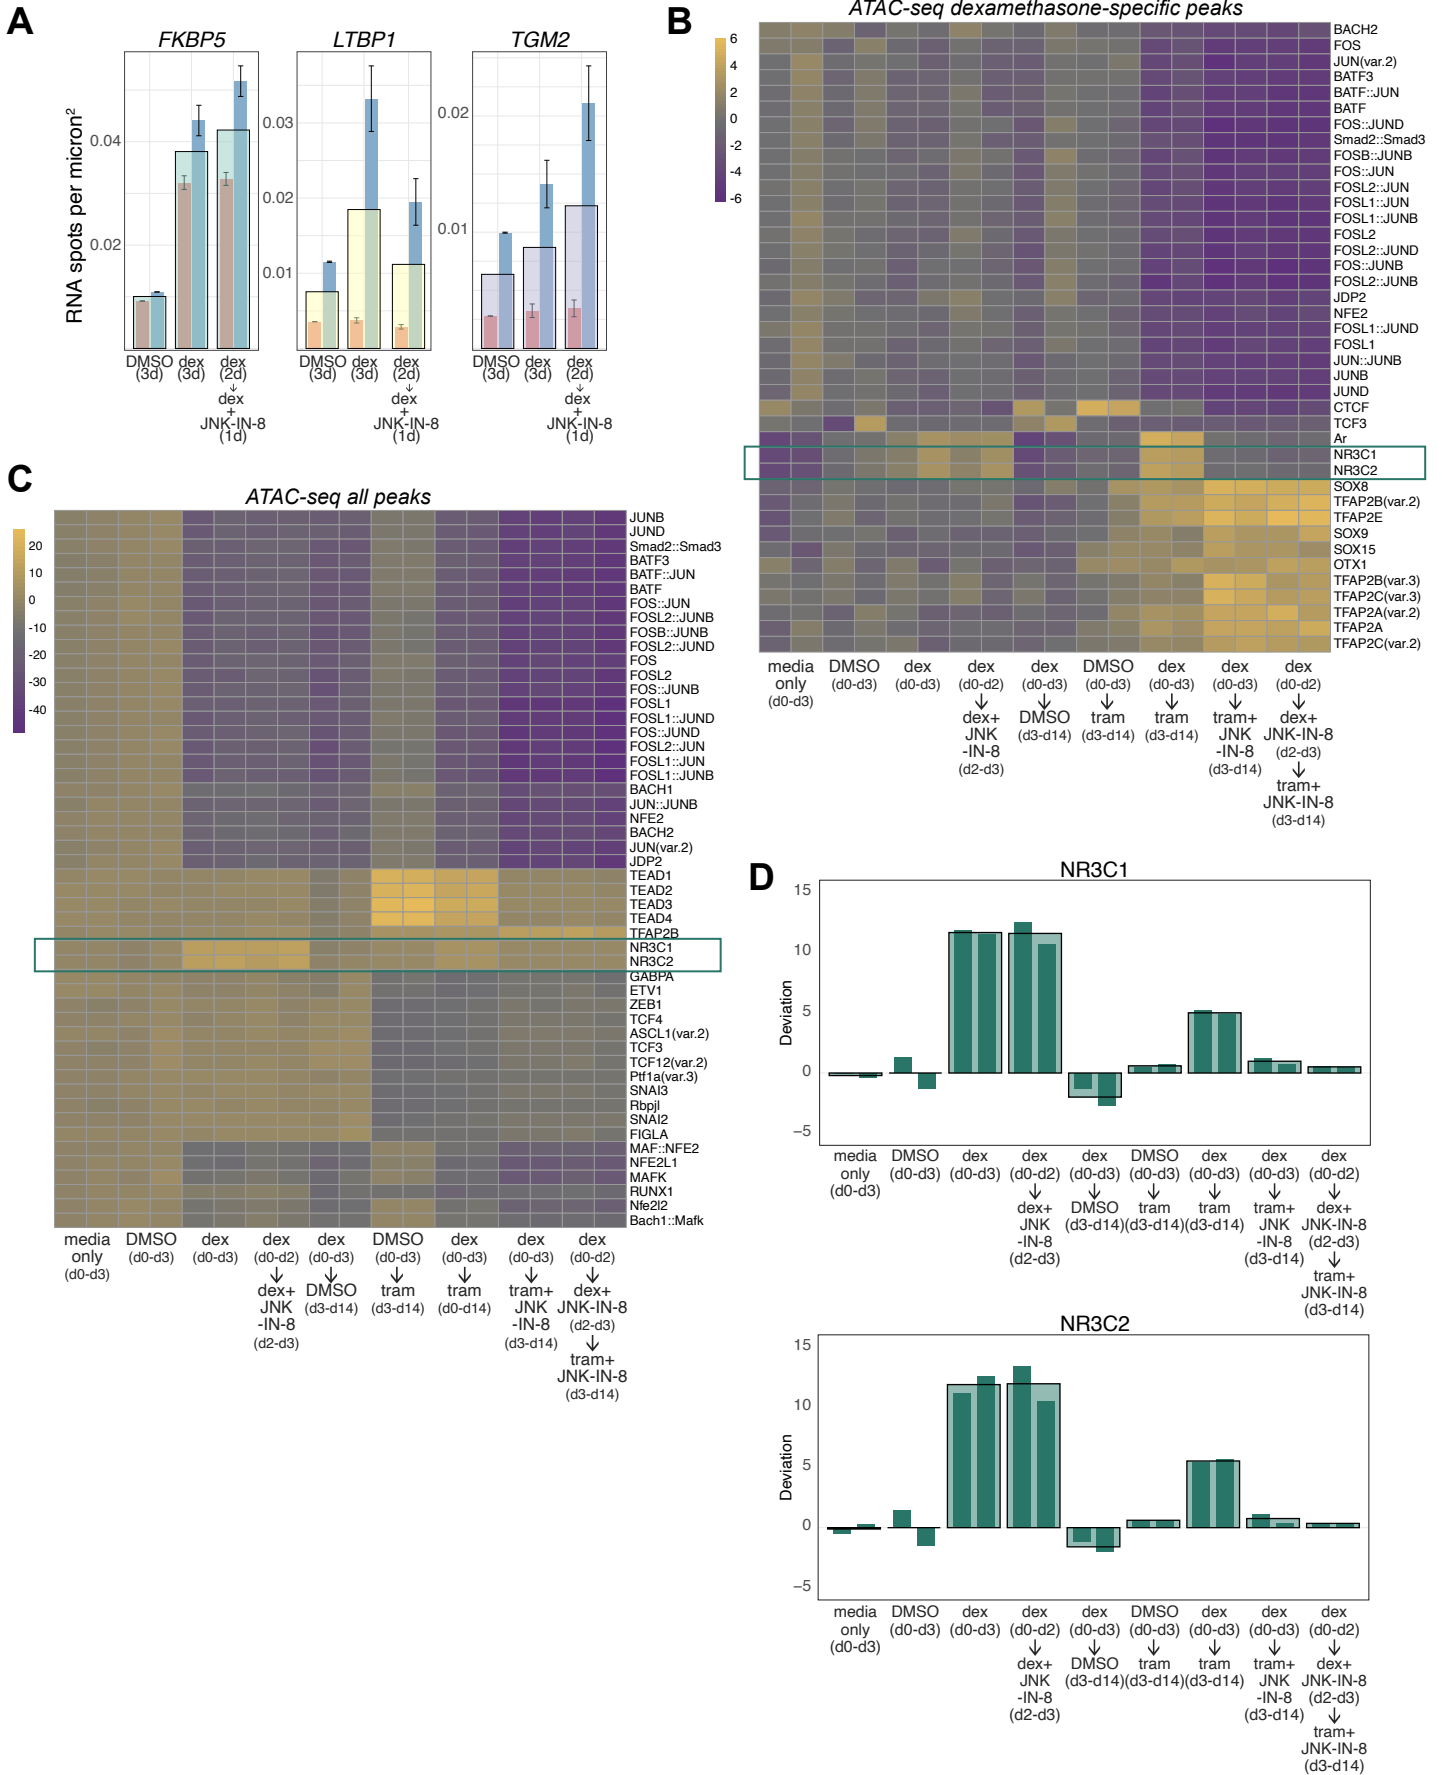 A
FKBP5
LTBP1
TGM2
RNA spots per micron2
0.04
0.02
0.03
0.02
0.01
0.02
0.01
DMSO
(3d)
dex
(3d)
dex
(2d)
↓
dex
+
JNK-IN-8
(1d)
DMSO
(3d)
dex
(3d)
dex
(2d)
↓
dex
+
JNK-IN-8
(1d)
DMSO
(3d)
dex
(3d)
dex
(2d)
↓
dex
+
JNK-IN-8
(1d)
B
ATAC-seq dexamethasone-specific peaks
6
4
2
0
-2
-4
-6
BACH2
FOS
JUN(var.2)
BATF3
BATF::JUN
BATF
FOS::JUND
Smad2::Smad3
FOSB::JUNB
FOS::JUN
FOSL2::JUN
FOSL1::JUN
FOSL1::JUNB
FOSL2
FOSL2::JUND
FOS::JUNB
FOSL2::JUNB
JDP2
NFE2
FOSL1::JUND
FOSL1
JUN::JUNB
JUNB
JUND
CTCF
TCF3
Ar
NR3C1
NR3C2
SOX8
TFAP2B(var.2)
TFAP2E
SOX9
SOX15
OTX1
TFAP2B(var.3)
TFAP2C(var.3)
TFAP2A(var.2)
TFAP2A
TFAP2C(var.2)
media
only
(d0-d3)
DMSO
(d0-d3)
dex
(d0-d3)
dex
(d0-d2)
↓
dex+
JNK
-IN-8
(d2-d3)
dex
(d0-d3)
↓
DMSO
(d3-d14)
DMSO
(d0-d3)
↓
tram
(d3-d14)
dex
(d0-d3)
↓
tram
(d3-d14)
dex
(d0-d3)
↓
tram+
JNK
-IN-8
(d3-d14)
dex
(d0-d2)
↓
dex+
JNK-IN-8
(d2-d3)
↓
tram+
JNK-IN-8
(d3-d14)
C
ATAC-seq all peaks
20
10
0
-10
-20
-30
-40
JUNB
JUND
Smad2::Smad3
BATF3
BATF::JUN
BATF
FOS::JUN
FOSL2::JUNB
FOSB::JUNB
FOSL2::JUND
FOS
FOSL2
FOS::JUNB
FOSL1
FOSL1::JUND
FOS::JUND
FOSL2::JUN
FOSL1::JUN
FOSL1::JUNB
BACH1
JUN::JUNB
NFE2
BACH2
JUN(var.2)
JDP2
TEAD1
TEAD2
TEAD3
TEAD4
TFAP2B
NR3C1
NR3C2
GABPA
ETV1
ZEB1
TCF4
ASCL1(var.2)
TCF3
TCF12(var.2)
Ptf1a(var.3)
SNAI3
Rbpjl
SNAI2
FIGLA
MAF::NFE2
NFE2L1
MAFK
RUNX1
Nfe2l2
Bach1::Mafk
media
only
(d0-d3)
DMSO
(d0-d3)
dex
(d0-d3)
dex
(d0-d2)
↓
dex+
JNK
-IN-8
(d2-d3)
dex
(d0-d3)
↓
DMSO
(d3-d14)
DMSO
(d0-d3)
↓
tram
(d3-d14)
dex
(d0-d3)
↓
tram
(d0-d14)
dex
(d0-d3)
↓
tram+
JNK
-IN-8
(d3-d14)
dex
(d0-d2)
↓
dex+
JNK-IN-8
(d2-d3)
↓
tram+
JNK-IN-8
(d3-d14)
D
NR3C1
Deviation
15
10
5
0
−5
media
only
(d0-d3)
DMSO
(d0-d3)
dex
(d0-d3)
dex
(d0-d2)
↓
dex+
JNK
-IN-8
(d2-d3)
dex
(d0-d3)
↓
DMSO
(d3-d14)
DMSO
(d0-d3)
↓
tram
(d3-d14)
dex
(d0-d3)
↓
tram
(d3-d14)
dex
(d0-d3)
↓
tram+
JNK
-IN-8
(d3-d14)
dex
(d0-d2)
↓
dex+
JNK-IN-8
(d2-d3)
↓
tram+
JNK-IN-8
(d3-d14)
NR3C2
Deviation
15
10
5
0
−5
media
only
(d0-d3)
DMSO
(d0-d3)
dex
(d0-d3)
dex
(d0-d2)
↓
dex+
JNK
-IN-8
(d2-d3)
dex
(d0-d3)
↓
DMSO
(d3-d14)
DMSO
(d0-d3)
↓
tram
(d3-d14)
dex
(d0-d3)
↓
tram
(d3-d14)
dex
(d0-d3)
↓
tram+
JNK
-IN-8
(d3-d14)
dex
(d0-d2)
↓
dex+
JNK-IN-8
(d2-d3)
↓
tram+
JNK-IN-8
(d3-d14)